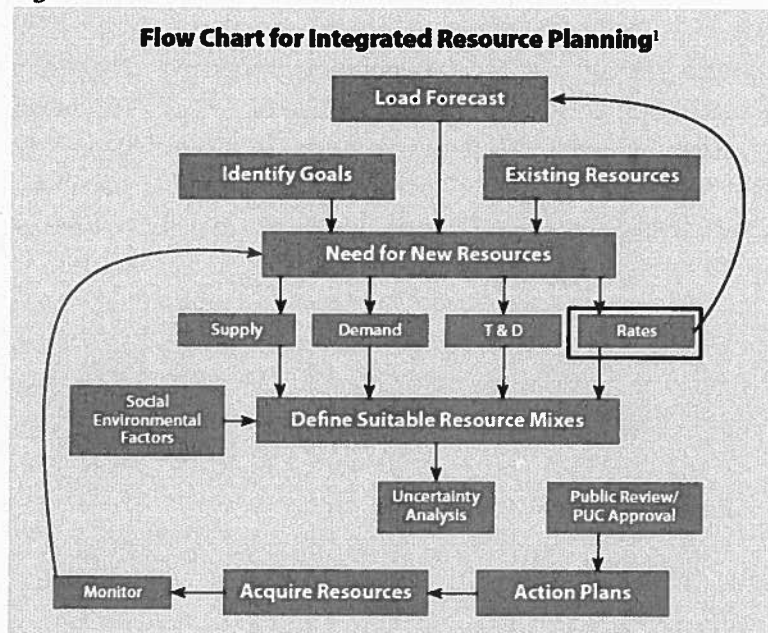 Flow Chart for Integrated Resource Planning¹
Load Forecast
Identify Goals
Existing Resources
Need for New Resources
Supply
Demand
T & D
Rates
Social
Environmental
Factors
Define Suitable Resource Mixes
Uncertainty
Analysis
Public Review/
PUC Approval
Monitor
Acquire Resources
Action Plans